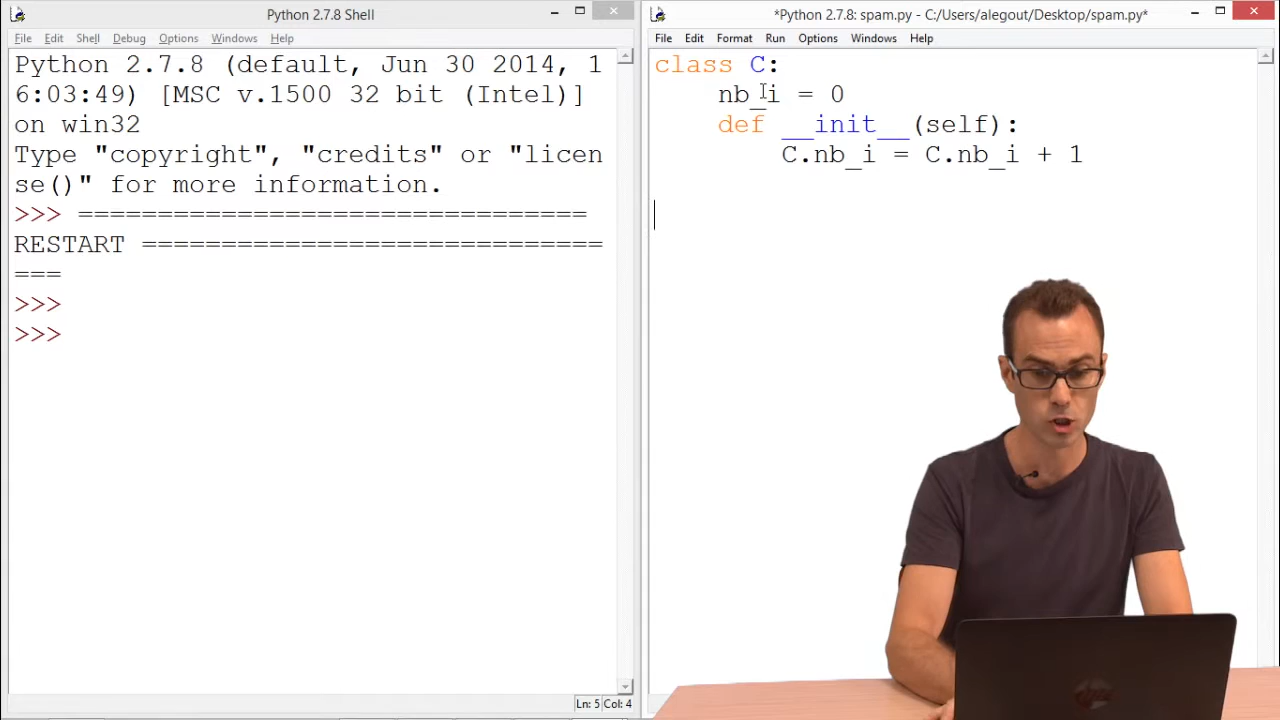 Python 2.7.8 Shell
File Edit Shell Debug Options Windows Help
Python 2.7.8 (default, Jun 30 2014, 1
6:03:49) [MSC v.1500 32 bit (Intel)]
on win32
Type "copyright", "credits" or "licen
se()" for more information.
>>> ================================
RESTART =============================
===
>>>
>>>
Ln: 5 Col: 4
*Python 2.7.8: spam.py - C:/Users/alegout/Desktop/spam.py*
File Edit Format Run Options Windows Help
class C:
    nb_i = 0
    def __init__(self):
        C.nb_i = C.nb_i + 1